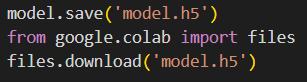 model.save('model.h5')
from google.colab import files
files.download('model.h5')